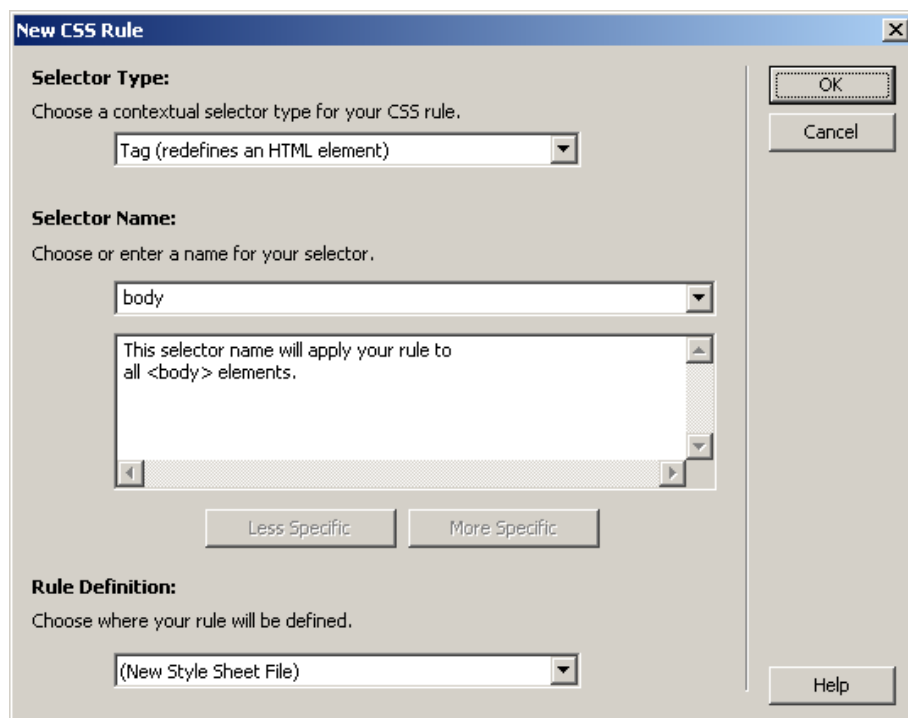 New CSS Rule
Selector Type:
OK
Choose a contextual selector type for your CSS rule.
Cancel
Tag (redefines an HTML element)
Selector Name:
Choose or enter a name for your selector.
body
This selector name will apply your rule to
all <body> elements.
Less Specific
More Specific
Rule Definition:
Choose where your rule will be defined.
(New Style Sheet File)
Help